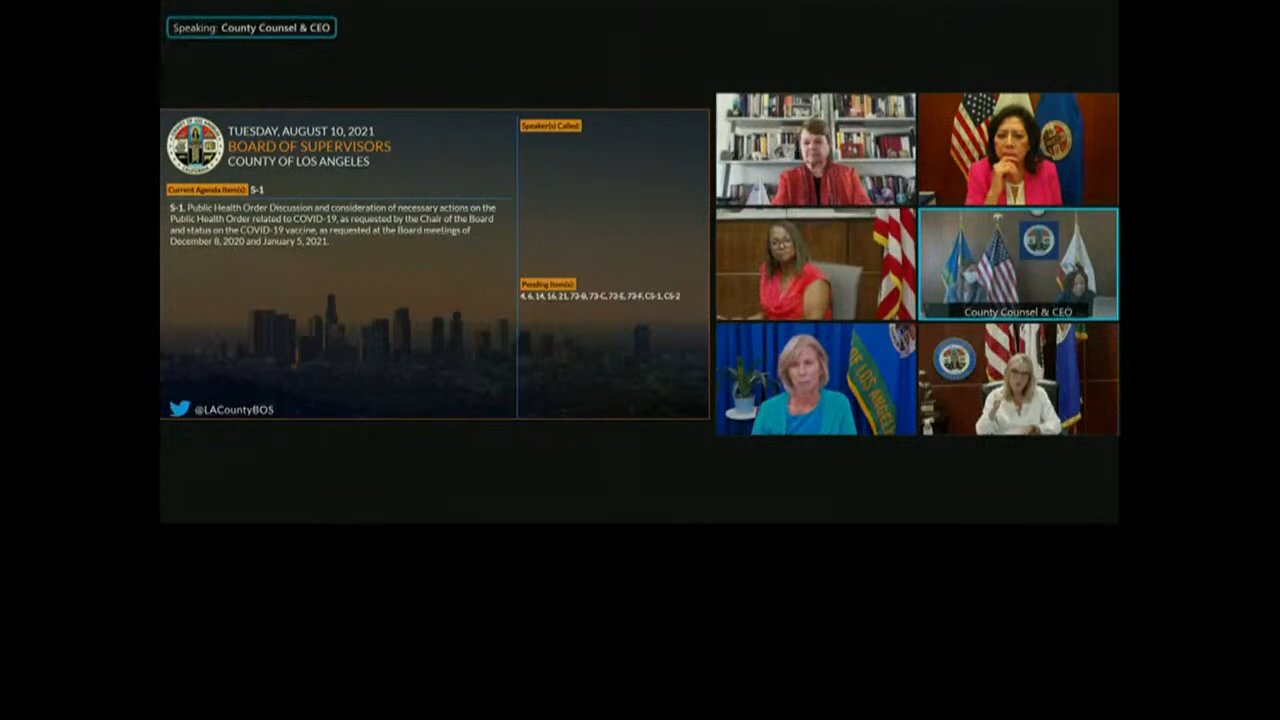 Speaking: County Counsel & CEO
TUESDAY, AUGUST 10, 2021
BOARD OF SUPERVISORS
COUNTY OF LOS ANGELES
Current Agenda Item(s): S-1
S-1. Public Health Order Discussion and consideration of necessary actions on the
Public Health Order related to COVID-19, as requested by the Chair of the Board
and status on the COVID-19 vaccine, as requested at the Board meetings of
December 8, 2020 and January 5, 2021.
@LACountyBOS
Speaker(s) Called:
Pending Item(s):
4, 6, 14, 16, 21, 73-B, 73-C, 73-E, 73-F, CS-1, CS-2
County Counsel & CEO
OF LOS ANGELE